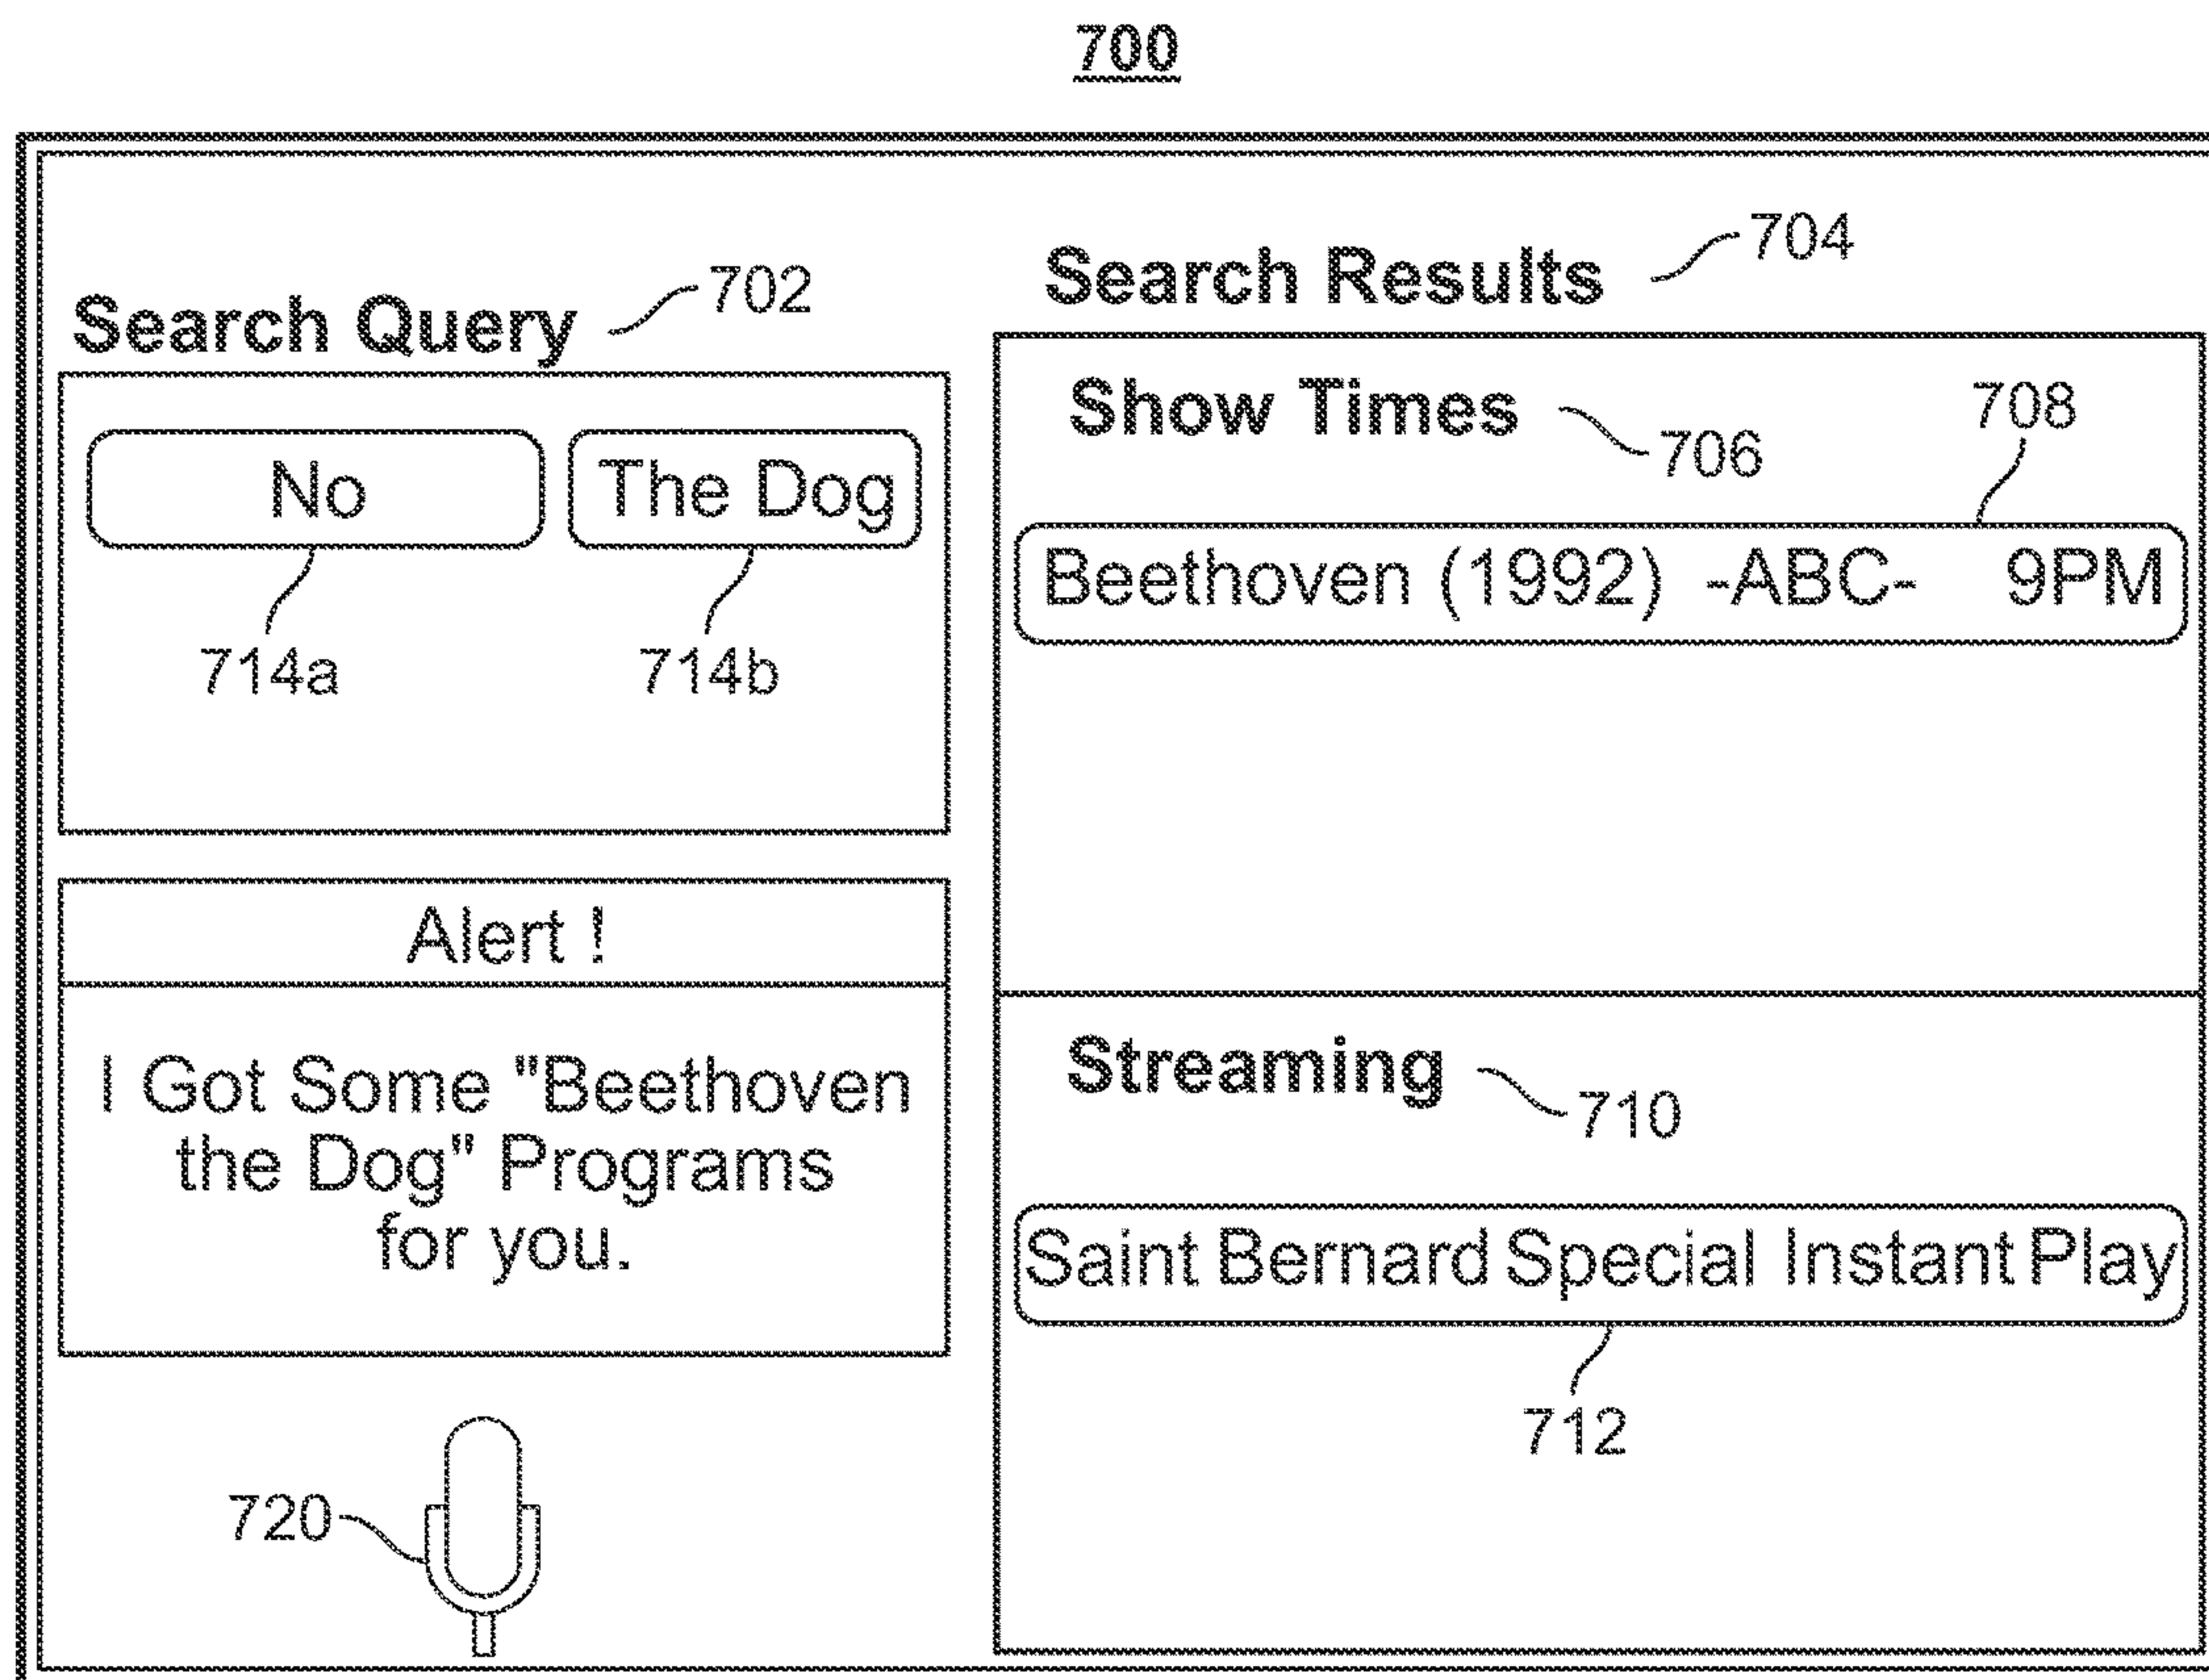 700
Search Query 702
No The Dog
714a 714b
Alert !
I Got Some "Beethoven
the Dog" Programs
for you.
720
Search Results 704
Show Times 706 708
Beethoven (1992) -ABC- 9PM
Streaming 710
Saint Bernard Special Instant Play
712